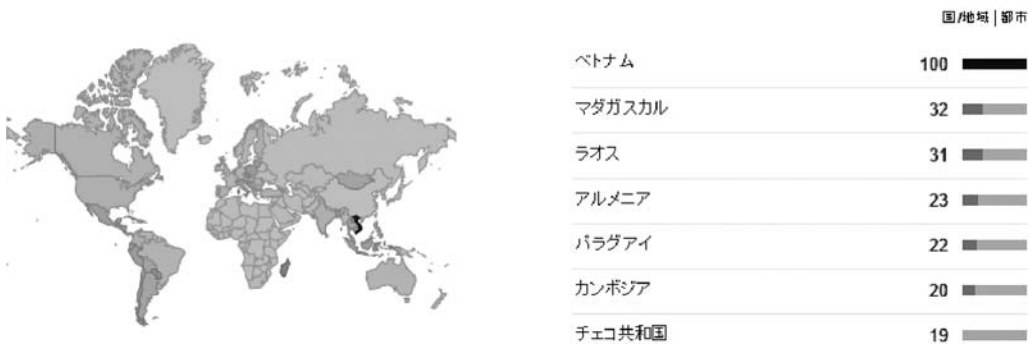 国/地域 | 都市
ベトナム 100
マダガスカル 32
ラオス 31
アルメニア 23
パラグアイ 22
カンボジア 20
チェコ共和国 19